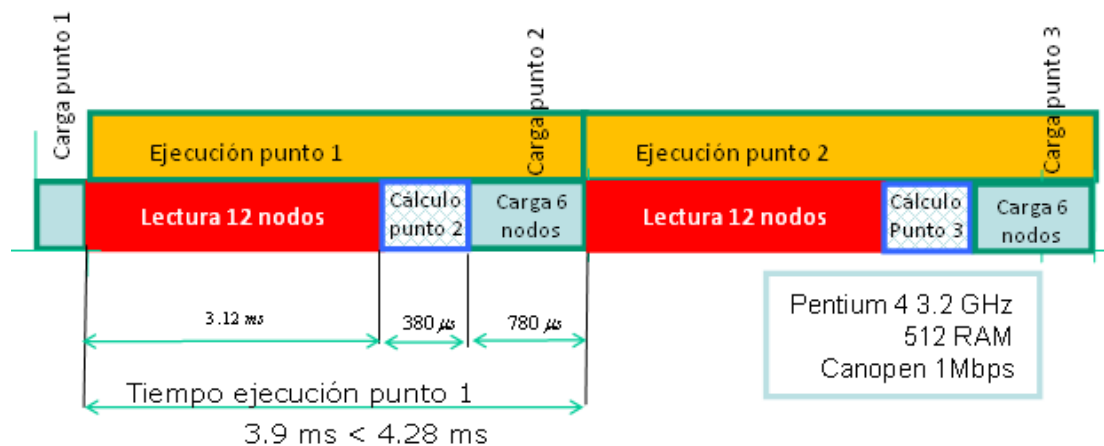 Carga punto 1
Carga punto 2
Carga punto 3
Ejecución punto 1
Ejecución punto 2
Lectura 12 nodos
Cálculo
punto 2
Carga 6
nodos
Lectura 12 nodos
Cálculo
Punto 3
Carga 6
nodos
3.12 ms
380 μs
780 μs
Tiempo ejecución punto 1
3.9 ms < 4.28 ms
Pentium 4 3.2 GHz
512 RAM
Canopen 1Mbps